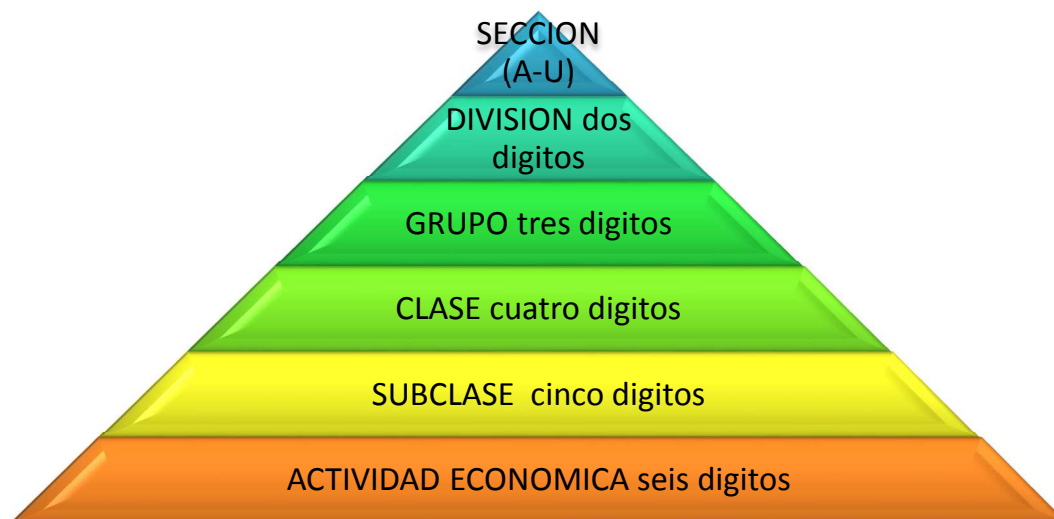 SECCION
(A-U)
DIVISION dos
digitos
GRUPO tres digitos
CLASE cuatro digitos
SUBCLASE  cinco digitos
ACTIVIDAD ECONOMICA seis digitos